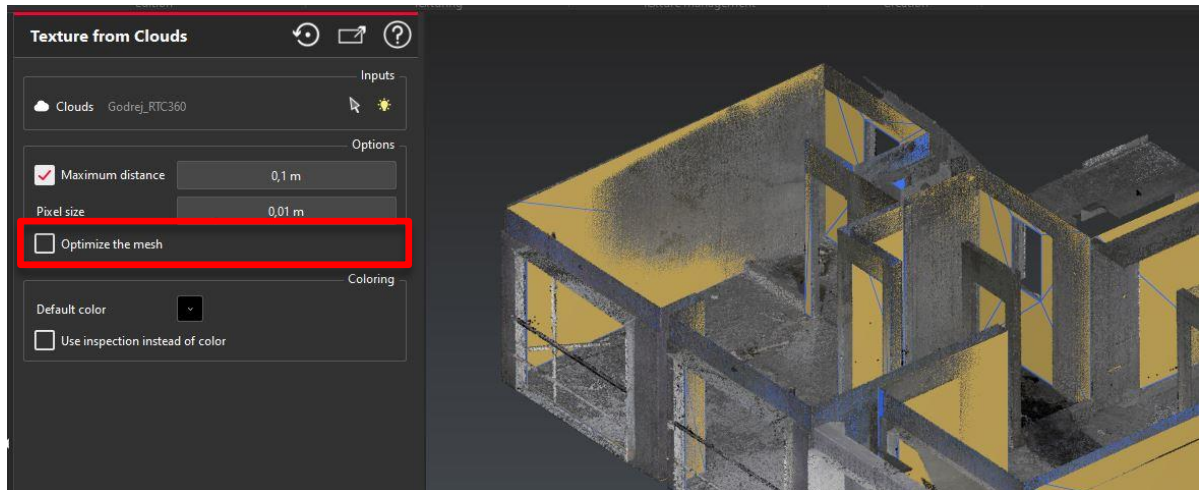 Texture from Clouds
Inputs
Clouds Godrej_RTC360
Options
Maximum distance 0,1 m
Pixel size 0,01 m
Optimize the mesh
Coloring
Default color
Use inspection instead of color